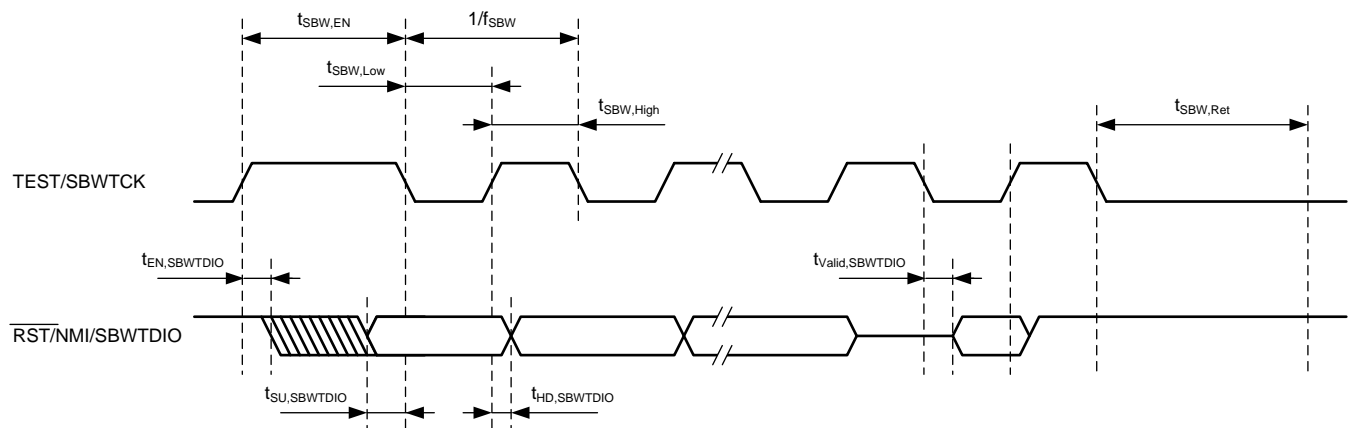 tSBW,EN
1/fSBW
tSBW,Low
tSBW,High
tSBW,Ret
TEST/SBWTCK
tEN,SBWTDIO
tValid,SBWTDIO
RST/NMI/SBWTDIO
tSU,SBWTDIO
tHD,SBWTDIO